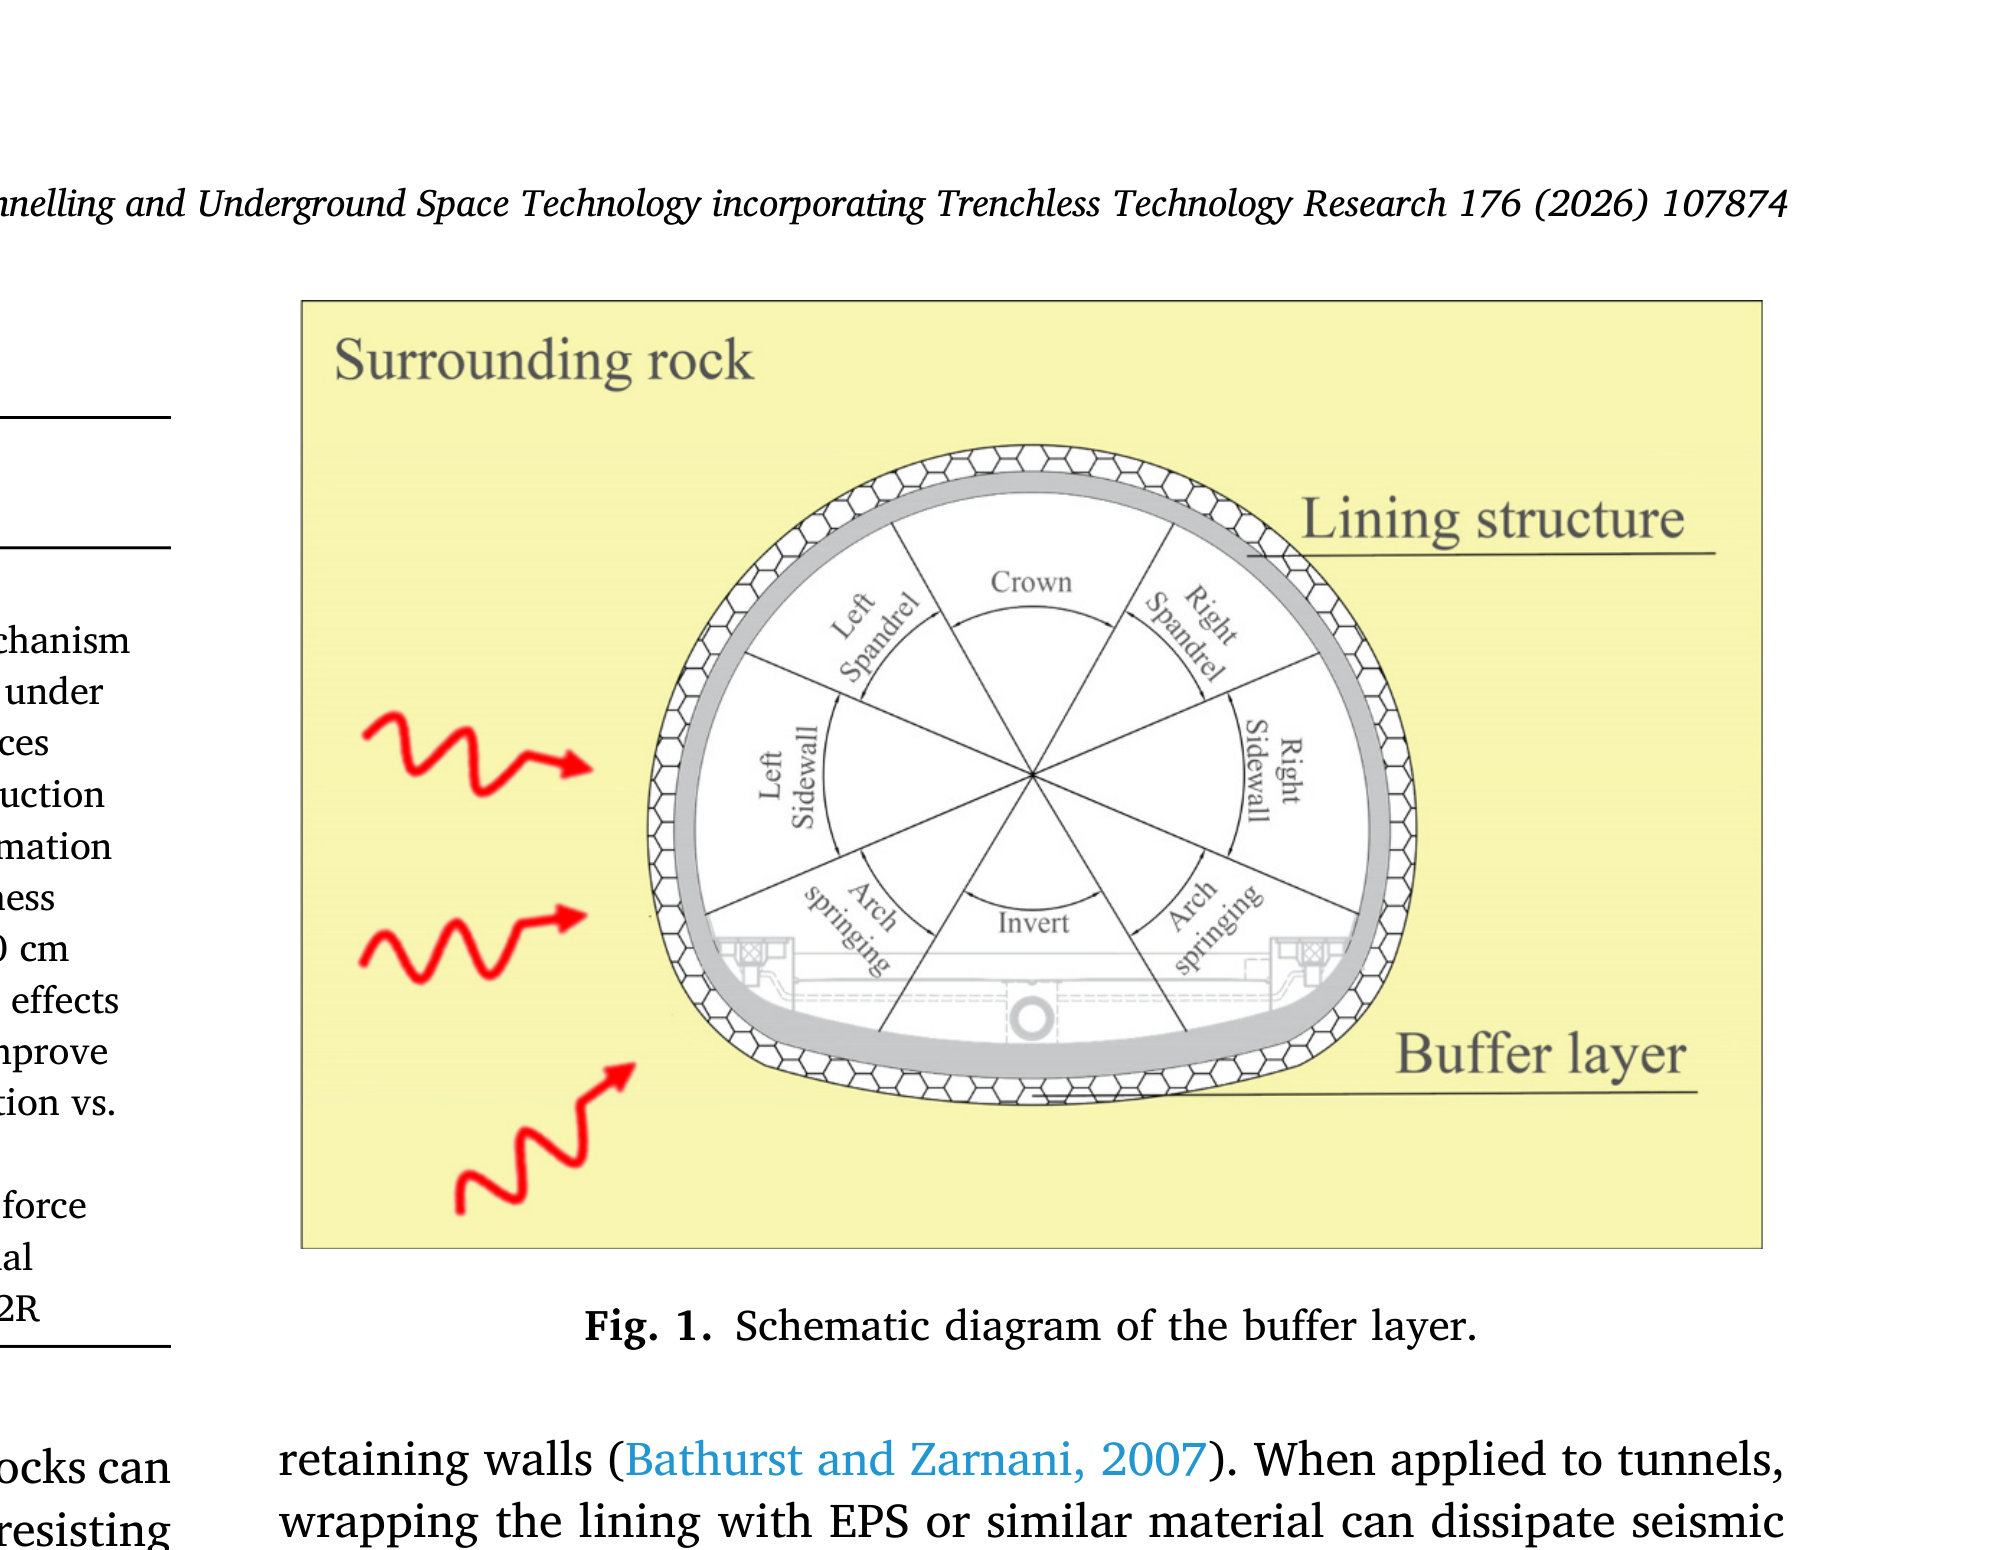 nnelling and Underground Space Technology incorporating Trenchless Technology Research 176 (2026) 107874
chanism
under
ces
uction
mation
ness
0 cm
effects
nprove
tion vs.
force
ial
2R
ocks can
resisting
Surrounding rock
Lining structure
Crown
Left
Spandrel
Right
Spandrel
Left
Sidewall
Right
Sidewall
Arch
springing
Invert
Arch
springing
Buffer layer
Fig. 1. Schematic diagram of the buffer layer.
retaining walls (Bathurst and Zarnani, 2007). When applied to tunnels,
wrapping the lining with EPS or similar material can dissipate seismic